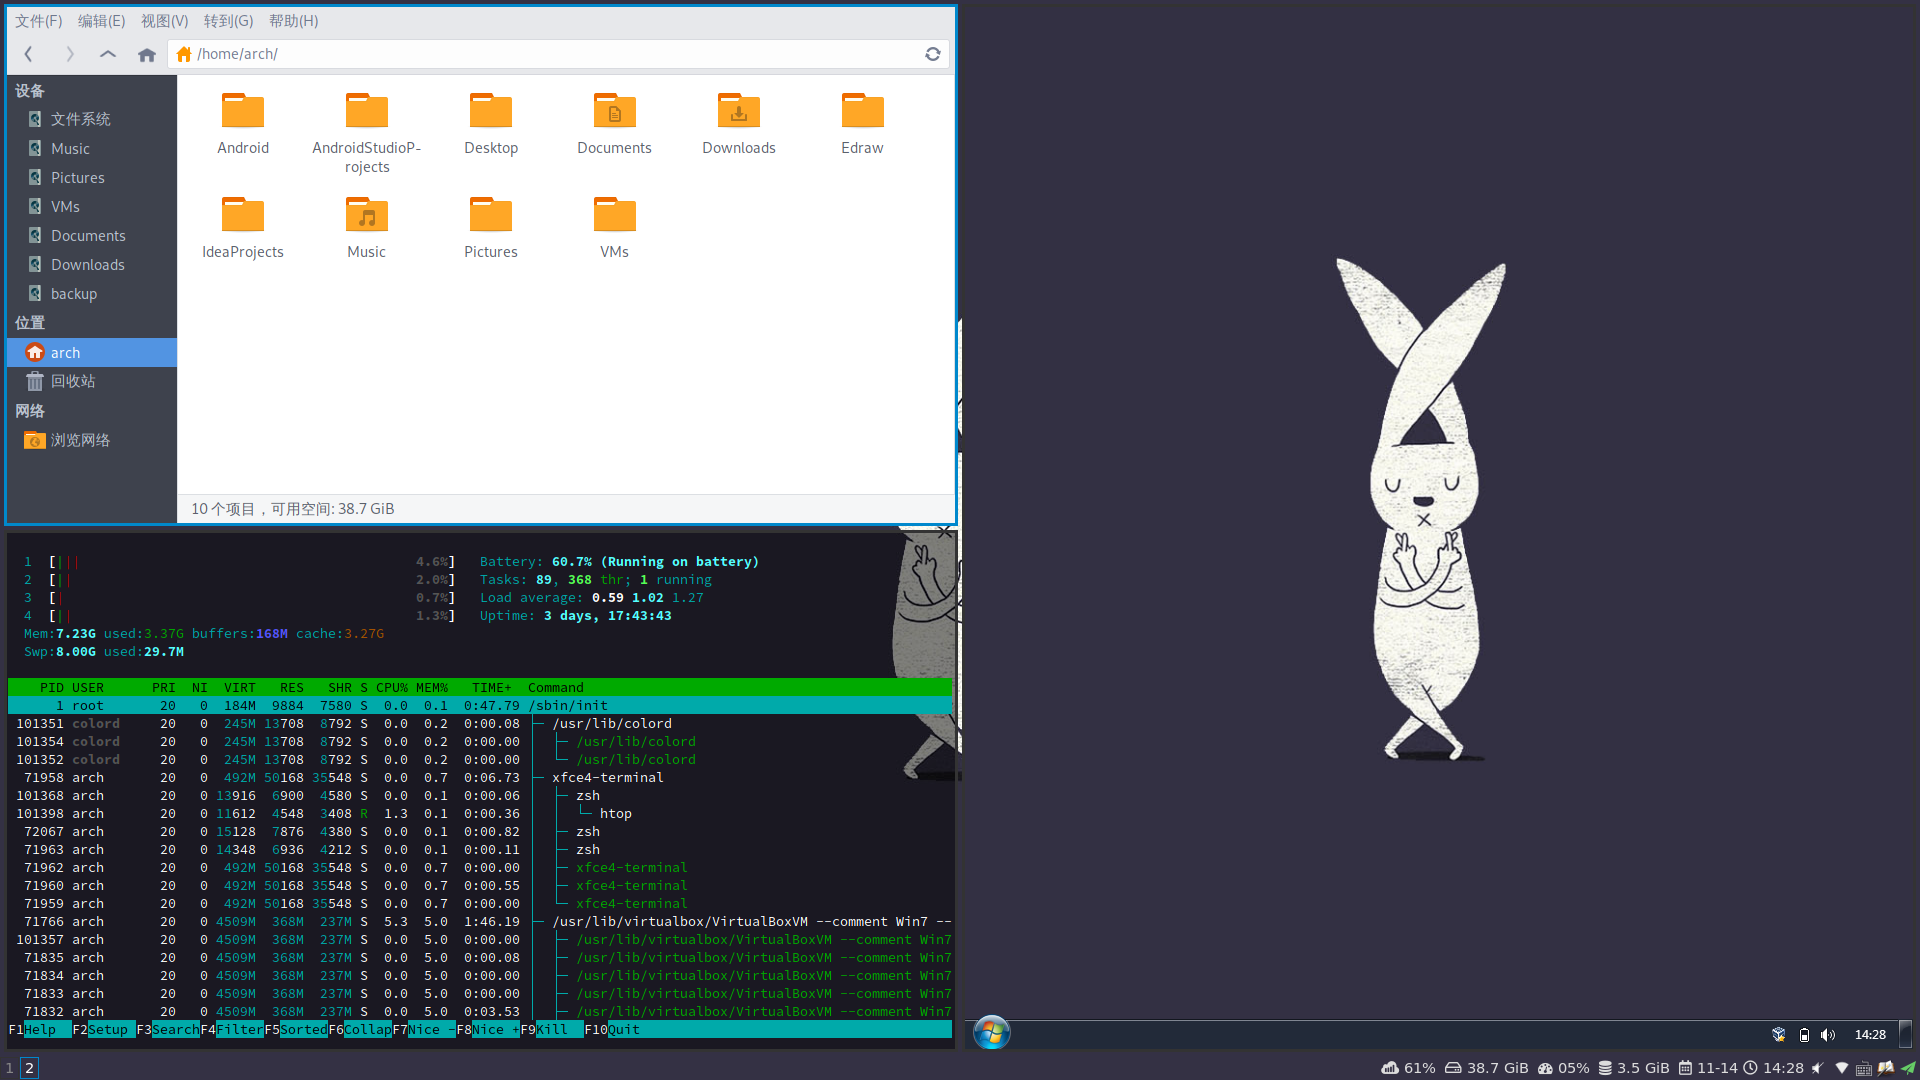 文件(F) 编辑(E) 视图(V) 转到(G) 帮助(H)
/home/arch/
设备
文件系统
Music
Pictures
VMs
Documents
Downloads
backup
位置
arch
回收站
网络
浏览网络
Android AndroidStudioP-rojects Desktop Documents Downloads Edraw
IdeaProjects Music Pictures VMs
10 个项目，可用空间: 38.7 GiB
1 [||| 4.6%] Battery: 60.7% (Running on battery)
2 [|| 2.0%] Tasks: 89, 368 thr; 1 running
3 [| 0.7%] Load average: 0.59 1.02 1.27
4 [|| 1.3%] Uptime: 3 days, 17:43:43
Mem:7.23G used:3.37G buffers:168M cache:3.27G
Swp:8.00G used:29.7M
PID USER PRI NI VIRT RES SHR S CPU% MEM% TIME+ Command
1 root 20 0 184M 9884 7580 S 0.0 0.1 0:47.79 /sbin/init
101351 colord 20 0 245M 13708 8792 S 0.0 0.2 0:00.08 ├─ /usr/lib/colord
101354 colord 20 0 245M 13708 8792 S 0.0 0.2 0:00.00 │ ├─ /usr/lib/colord
101352 colord 20 0 245M 13708 8792 S 0.0 0.2 0:00.00 │ └─ /usr/lib/colord
71958 arch 20 0 492M 50168 35548 S 0.0 0.7 0:06.73 ├─ xfce4-terminal
101368 arch 20 0 13916 6900 4580 S 0.0 0.1 0:00.06 │ ├─ zsh
101398 arch 20 0 11612 4548 3408 R 1.3 0.1 0:00.36 │ │ └─ htop
72067 arch 20 0 15128 7876 4380 S 0.0 0.1 0:00.82 │ ├─ zsh
71963 arch 20 0 14348 6936 4212 S 0.0 0.1 0:00.11 │ ├─ zsh
71962 arch 20 0 492M 50168 35548 S 0.0 0.7 0:00.00 │ ├─ xfce4-terminal
71960 arch 20 0 492M 50168 35548 S 0.0 0.7 0:00.55 │ ├─ xfce4-terminal
71959 arch 20 0 492M 50168 35548 S 0.0 0.7 0:00.00 │ └─ xfce4-terminal
71766 arch 20 0 4509M 368M 237M S 5.3 5.0 1:46.19 ├─ /usr/lib/virtualbox/VirtualBoxVM --comment Win7 --
101357 arch 20 0 4509M 368M 237M S 0.0 5.0 0:00.00 │ ├─ /usr/lib/virtualbox/VirtualBoxVM --comment Win7
71835 arch 20 0 4509M 368M 237M S 0.0 5.0 0:00.08 │ ├─ /usr/lib/virtualbox/VirtualBoxVM --comment Win7
71834 arch 20 0 4509M 368M 237M S 0.0 5.0 0:00.00 │ ├─ /usr/lib/virtualbox/VirtualBoxVM --comment Win7
71833 arch 20 0 4509M 368M 237M S 0.0 5.0 0:00.00 │ ├─ /usr/lib/virtualbox/VirtualBoxVM --comment Win7
71832 arch 20 0 4509M 368M 237M S 0.0 5.0 0:03.53 │ ├─ /usr/lib/virtualbox/VirtualBoxVM --comment Win7
F1Help F2Setup F3SearchF4FilterF5SortedF6CollapF7Nice -F8Nice +F9Kill F10Quit
14:28
1 2 61% 38.7 GiB 05% 3.5 GiB 11-14 14:28